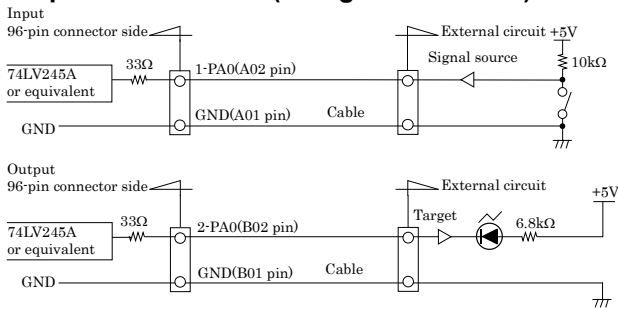 Input
96-pin connector side
External circuit +5V
33Ω
1-PA0(A02 pin)
Signal source
10kΩ
74LV245A
or equivalent
GND(A01 pin)
Cable
GND
Output
96-pin connector side
External circuit
+5V
33Ω
2-PA0(B02 pin)
Target
6.8kΩ
74LV245A
or equivalent
GND(B01 pin)
Cable
GND